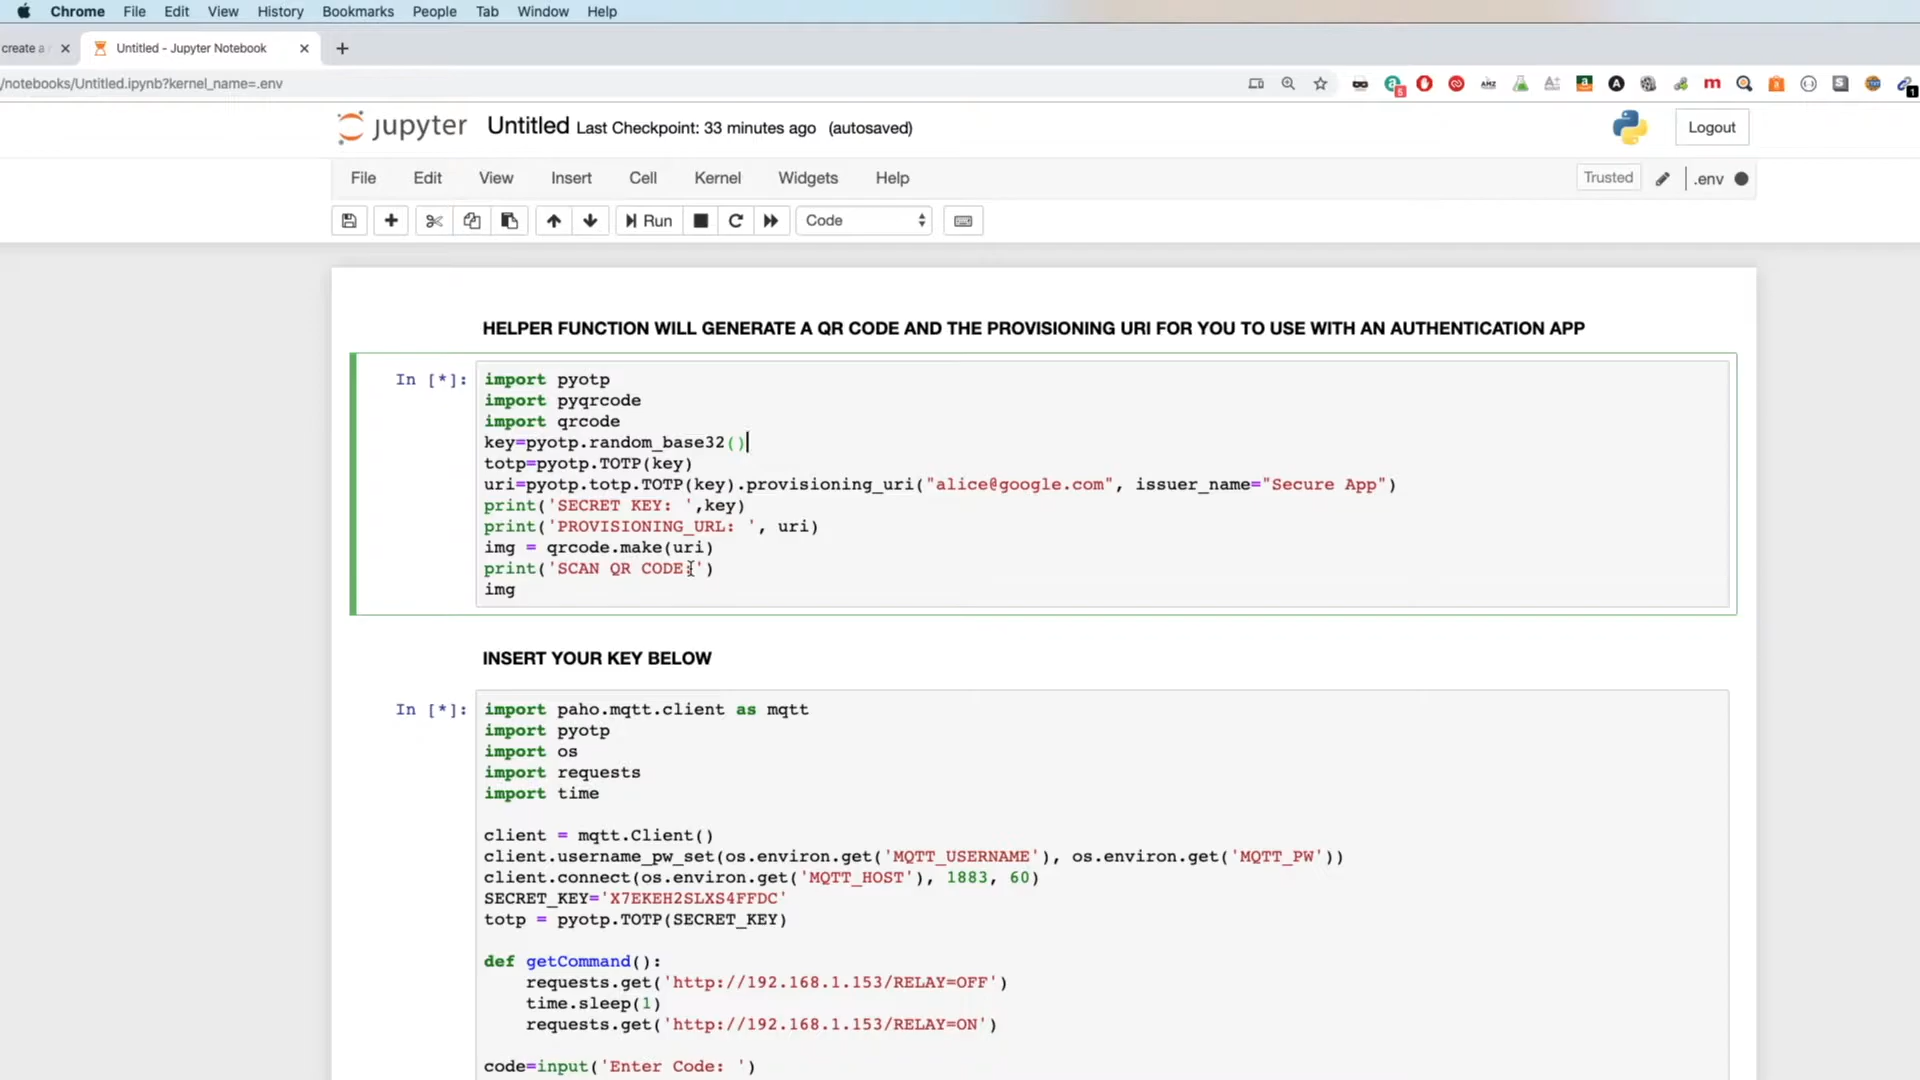 Chrome File Edit View History Bookmarks People Tab Window Help
create a
Untitled - Jupyter Notebook
/notebooks/Untitled.ipynb?kernel_name=.env
jupyter Untitled Last Checkpoint: 33 minutes ago (autosaved)
Logout
File Edit View Insert Cell Kernel Widgets Help
Trusted .env
Run Code
HELPER FUNCTION WILL GENERATE A QR CODE AND THE PROVISIONING URI FOR YOU TO USE WITH AN AUTHENTICATION APP
In [*]:
import pyotp
import pyqrcode
import qrcode
key=pyotp.random_base32()
totp=pyotp.TOTP(key)
uri=pyotp.totp.TOTP(key).provisioning_uri("alice@google.com", issuer_name="Secure App")
print('SECRET KEY: ',key)
print('PROVISIONING_URL: ', uri)
img = qrcode.make(uri)
print('SCAN QR CODE:')
img
INSERT YOUR KEY BELOW
In [*]:
import paho.mqtt.client as mqtt
import pyotp
import os
import requests
import time
client = mqtt.Client()
client.username_pw_set(os.environ.get('MQTT_USERNAME'), os.environ.get('MQTT_PW'))
client.connect(os.environ.get('MQTT_HOST'), 1883, 60)
SECRET_KEY='X7EKEH2SLXS4FFDC'
totp = pyotp.TOTP(SECRET_KEY)
def getCommand():
requests.get('http://192.168.1.153/RELAY=OFF')
time.sleep(1)
requests.get('http://192.168.1.153/RELAY=ON')
code=input('Enter Code: ')